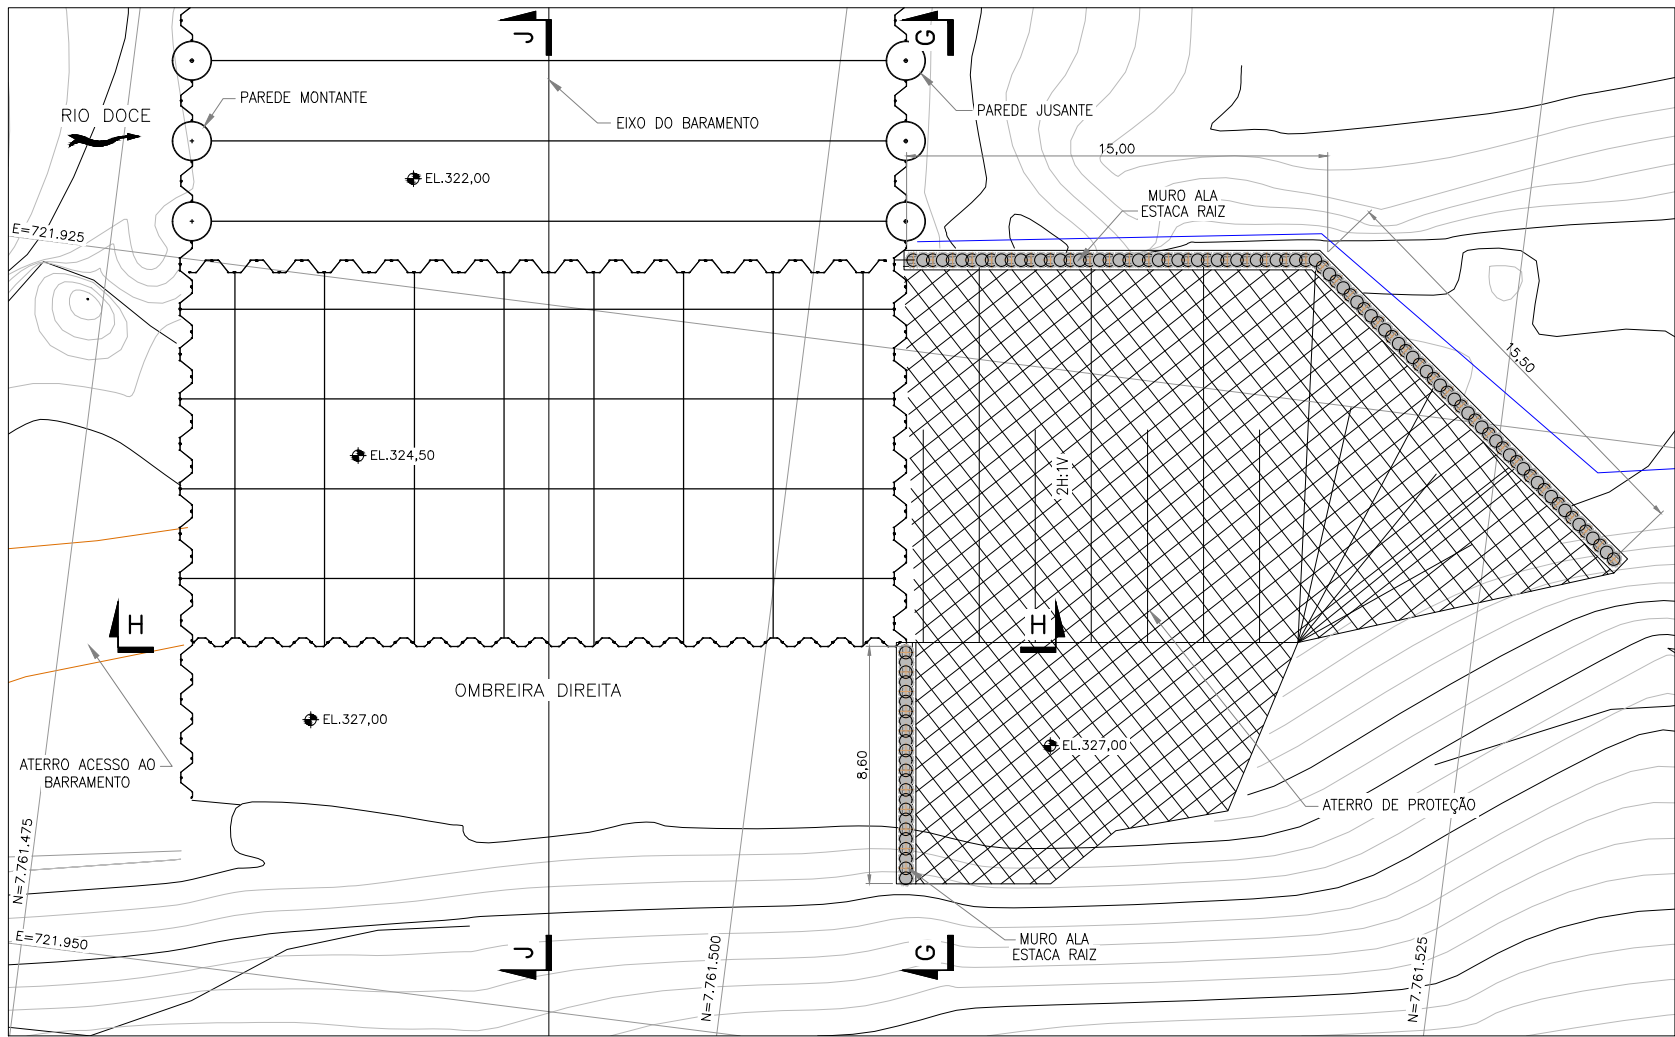 J
G
PAREDE MONTANTE
RIO DOCE
EIXO DO BARAMENTO
PAREDE JUSANTE
15,00
EL.322,00
MURO ALA
ESTACA RAIZ
E=721.925
15,50
EL.324,50
2H:1V
H
H
OMBREIRA DIREITA
EL.327,00
EL.327,00
8,60
ATERRO ACESSO AO
BARRAMENTO
ATERRO DE PROTEÇÃO
N=7.761.475
E=721.950
J
G
MURO ALA
ESTACA RAIZ
N=7.761.500
N=7.761.525